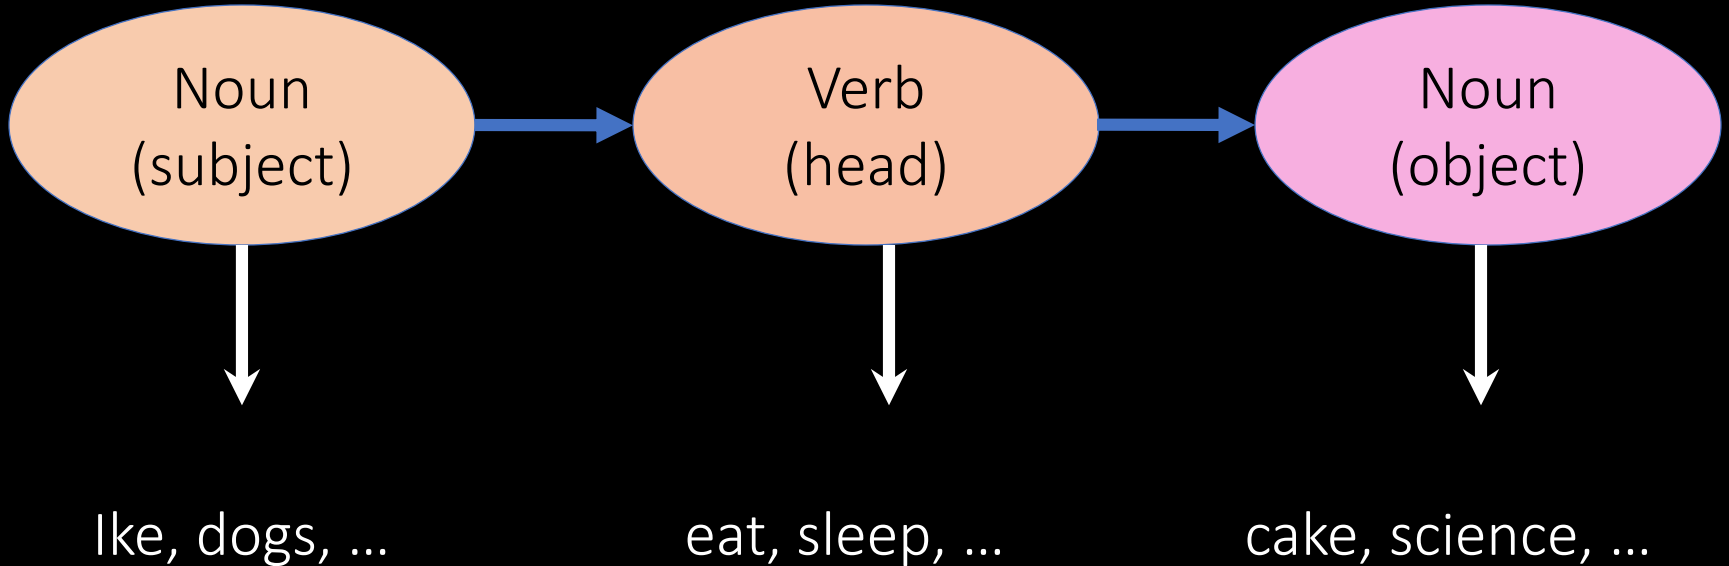 Noun
(subject)
Verb
(head)
Noun
(object)
Ike, dogs, ...
eat, sleep, ...
cake, science, ...